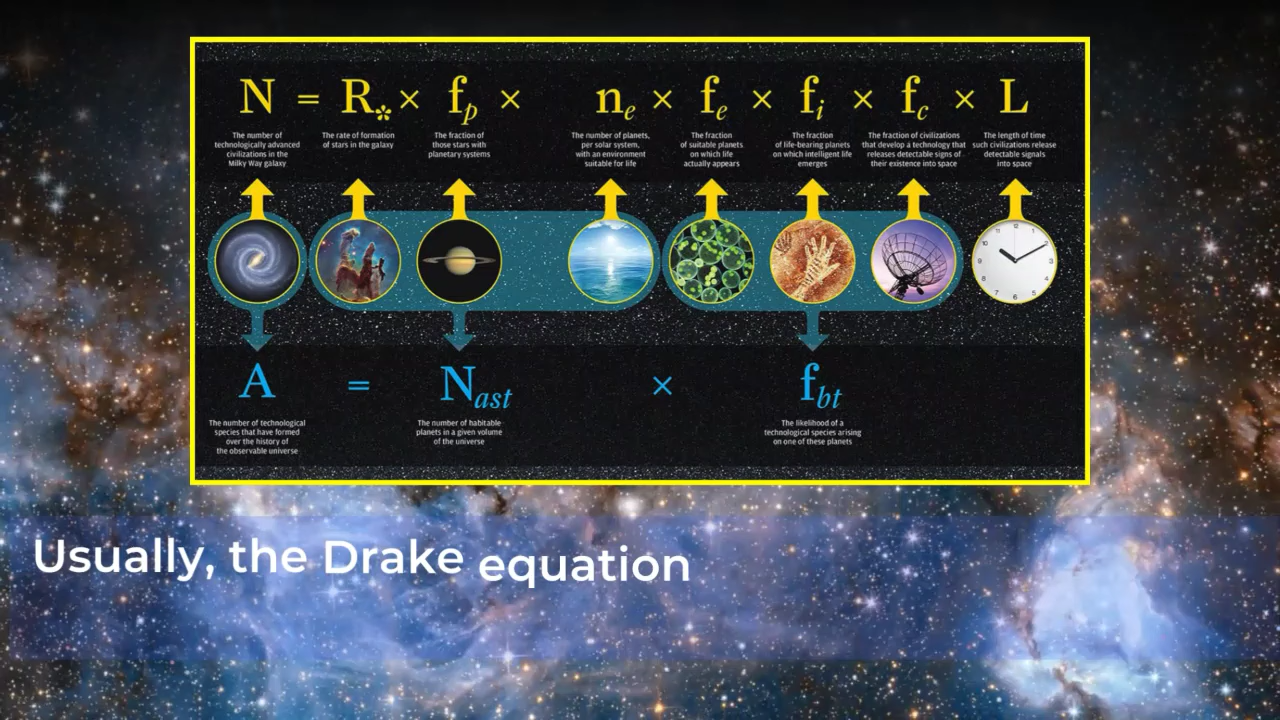 N = R* × fp × ne × fe × fi × fc × L
The number of
technologically advanced
civilizations in the
Milky Way galaxy
The rate of formation
of stars in the galaxy
The fraction of
those stars with
planetary systems
The number of planets,
per solar system,
with an environment
suitable for life
The fraction
of suitable planets
on which life
actually appears
The fraction
of life-bearing planets
on which intelligent life
emerges
The fraction of civilizations
that develop a technology that
releases detectable signs of
their existence into space
The length of time
such civilizations release
detectable signals
into space
A = Nast × fbt
The number of technological
species that have formed
over the history of
the observable universe
The number of habitable
planets in a given volume
of the universe
The likelihood of a
technological species arising
on one of these planets
Usually, the Drake equation